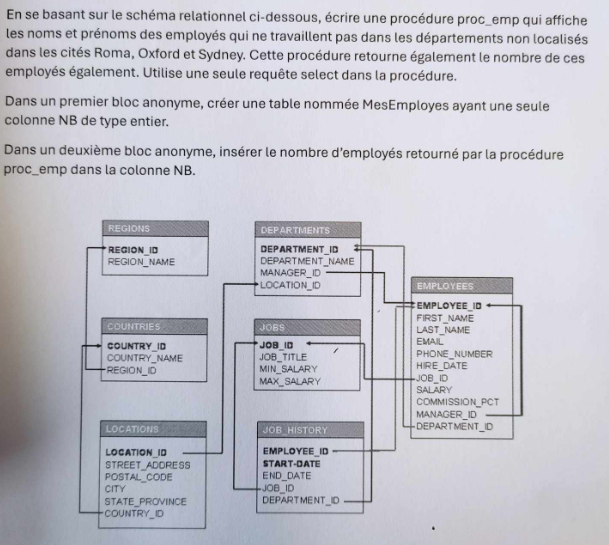 En se basant sur le schéma relationnel ci-dessous, écrire une procédure proc_emp qui affiche
les noms et prénoms des employés qui ne travaillent pas dans les départements non localisés
dans les cités Roma, Oxford et Sydney. Cette procédure retourne également le nombre de ces
employés également. Utilise une seule requête select dans la procédure.
Dans un premier bloc anonyme, créer une table nommée MesEmployes ayant une seule
colonne NB de type entier.
Dans un deuxième bloc anonyme, insérer le nombre d'employés retourné par la procédure
proc_emp dans la colonne NB.
REGIONS
REGION_ID
REGION_NAME
COUNTRIES
COUNTRY_ID
COUNTRY_NAME
REGION_ID
LOCATIONS
LOCATION_ID
STREET_ADDRESS
POSTAL_CODE
CITY
STATE_PROVINCE
COUNTRY_ID
DEPARTMENTS
DEPARTMENT_ID
DEPARTMENT_NAME
MANAGER_ID
LOCATION_ID
JOBS
JOB_ID
JOB_TITLE
MIN_SALARY
MAX_SALARY
JOB_HISTORY
EMPLOYEE_ID
START-DATE
END_DATE
JOB_ID
DEPARTMENT_ID
EMPLOYEES
EMPLOYEE_ID
FIRST_NAME
LAST_NAME
EMAIL
PHONE_NUMBER
HIRE_DATE
JOB_ID
SALARY
COMMISSION_PCT
MANAGER_ID
DEPARTMENT_ID